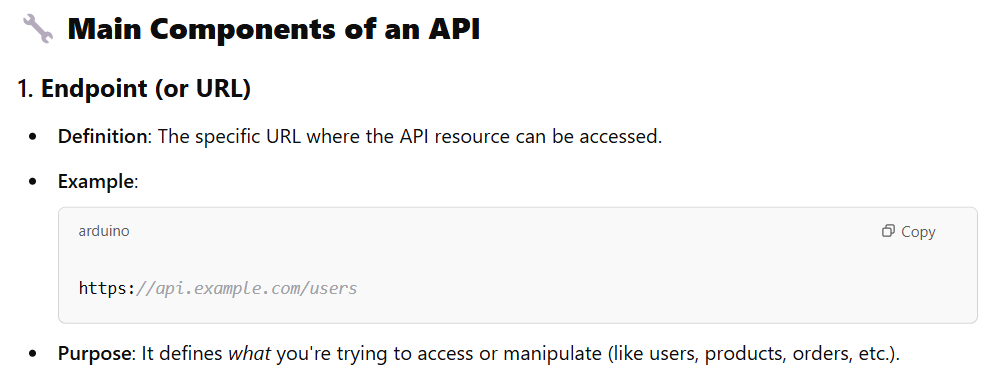 🔧 Main Components of an API
1. Endpoint (or URL)
• Definition: The specific URL where the API resource can be accessed.
• Example:
arduino Copy
https://api.example.com/users
• Purpose: It defines what you're trying to access or manipulate (like users, products, orders, etc.).